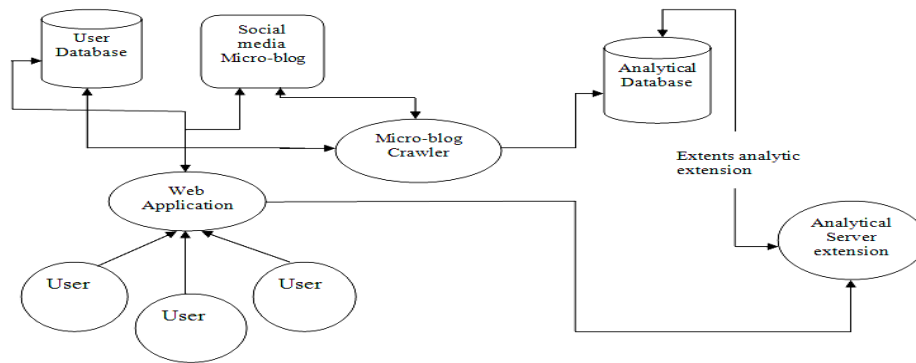 User
Database
Social
media
Micro-blog
Analytical
Database
Micro-blog
Crawler
Extents analytic
extension
Web
Application
Analytical
Server
extension
User
User
User